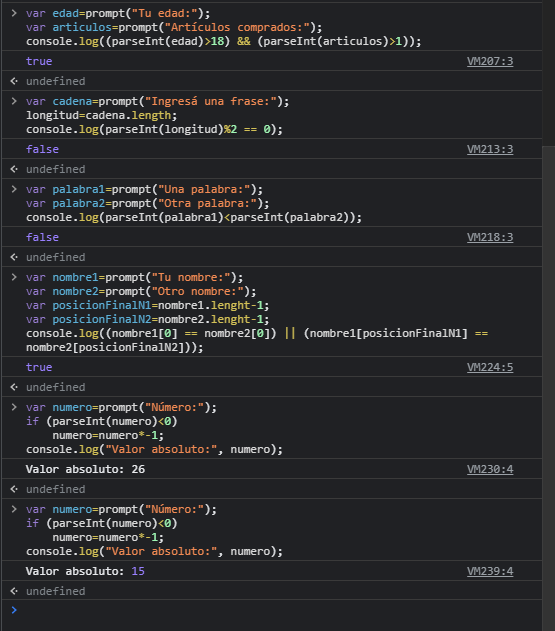 > var edad=prompt("Tu edad:");
var articulos=prompt("Artículos comprados:");
console.log((parseInt(edad)>18) && (parseInt(articulos)>1));
true VM207:3
undefined
> var cadena=prompt("Ingresá una frase:");
longitud=cadena.length;
console.log(parseInt(longitud)%2 == 0);
false VM213:3
undefined
> var palabra1=prompt("Una palabra:");
var palabra2=prompt("Otra palabra:");
console.log(parseInt(palabra1)<parseInt(palabra2));
false VM218:3
undefined
> var nombre1=prompt("Tu nombre:");
var nombre2=prompt("Otro nombre:");
var posicionFinalN1=nombre1.lenght-1;
var posicionFinalN2=nombre2.lenght-1;
console.log((nombre1[0] == nombre2[0]) || (nombre1[posicionFinalN1] ==
nombre2[posicionFinalN2]));
true VM224:5
undefined
> var numero=prompt("Número:");
if (parseInt(numero)<0)
numero=numero*-1;
console.log("Valor absoluto:", numero);
Valor absoluto: 26 VM230:4
undefined
> var numero=prompt("Número:");
if (parseInt(numero)<0)
numero=numero*-1;
console.log("Valor absoluto:", numero);
Valor absoluto: 15 VM239:4
undefined
>